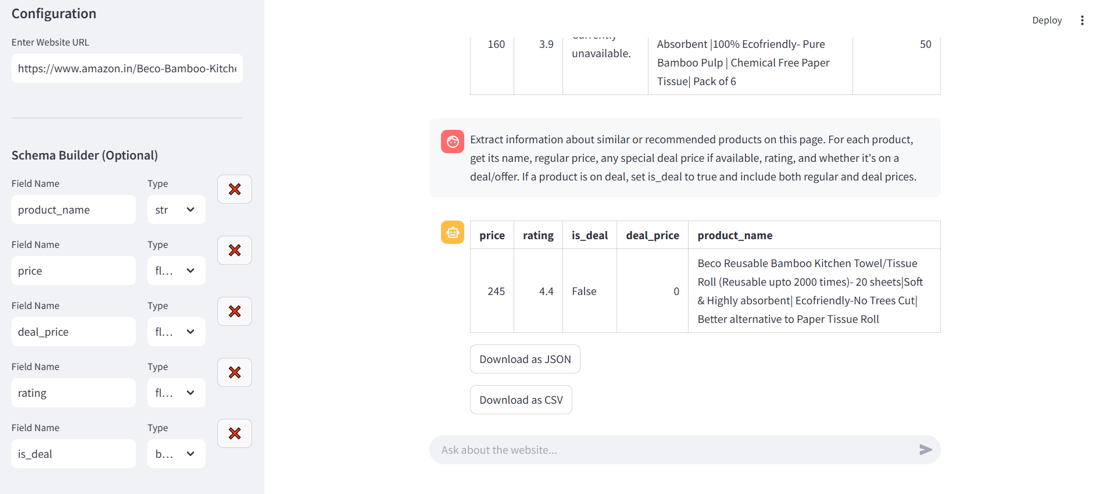 Configuration
Enter Website URL
https://www.amazon.in/Beco-Bamboo-Kitche
Schema Builder (Optional)
Field Name Type
product_name str
Field Name Type
price fl...
Field Name Type
deal_price fl...
Field Name Type
rating fl...
Field Name Type
is_deal b...
Deploy
160 3.9 Currently unavailable. Absorbent |100% Ecofriendly- Pure 50
Bamboo Pulp | Chemical Free Paper
Tissue| Pack of 6
Extract information about similar or recommended products on this page. For each product,
get its name, regular price, any special deal price if available, rating, and whether it's on a
deal/offer. If a product is on deal, set is_deal to true and include both regular and deal prices.
price rating is_deal deal_price product_name
245 4.4 False 0 Beco Reusable Bamboo Kitchen Towel/Tissue
Roll (Reusable upto 2000 times)- 20 sheets|Soft
& Highly absorbent| Ecofriendly-No Trees Cut|
Better alternative to Paper Tissue Roll
Download as JSON
Download as CSV
Ask about the website...